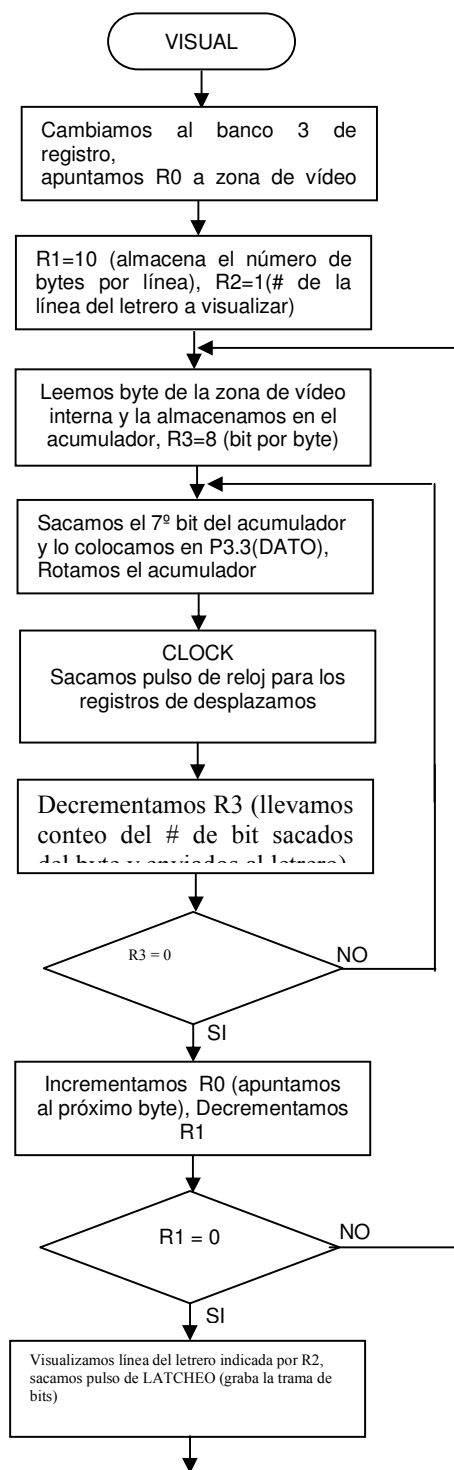 VISUAL
Cambiamos al banco 3 de
registro,
apuntamos R0 a zona de vídeo
R1=10 (almacena el número de
bytes por línea), R2=1(# de la
línea del letrero a visualizar)
Leemos byte de la zona de vídeo
interna y la almacenamos en el
acumulador, R3=8 (bit por byte)
Sacamos el 7º bit del acumulador
y lo colocamos en P3.3(DATO),
Rotamos el acumulador
CLOCK
Sacamos pulso de reloj para los
registros de desplazamos
Decrementamos R3 (llevamos
conteo del # de bit sacados
del byte y enviados al letrero)
R3 = 0
NO
SI
Incrementamos R0 (apuntamos
al próximo byte), Decrementamos
R1
R1 = 0
NO
SI
Visualizamos línea del letrero indicada por R2,
sacamos pulso de LATCHEO (graba la trama de
bits)